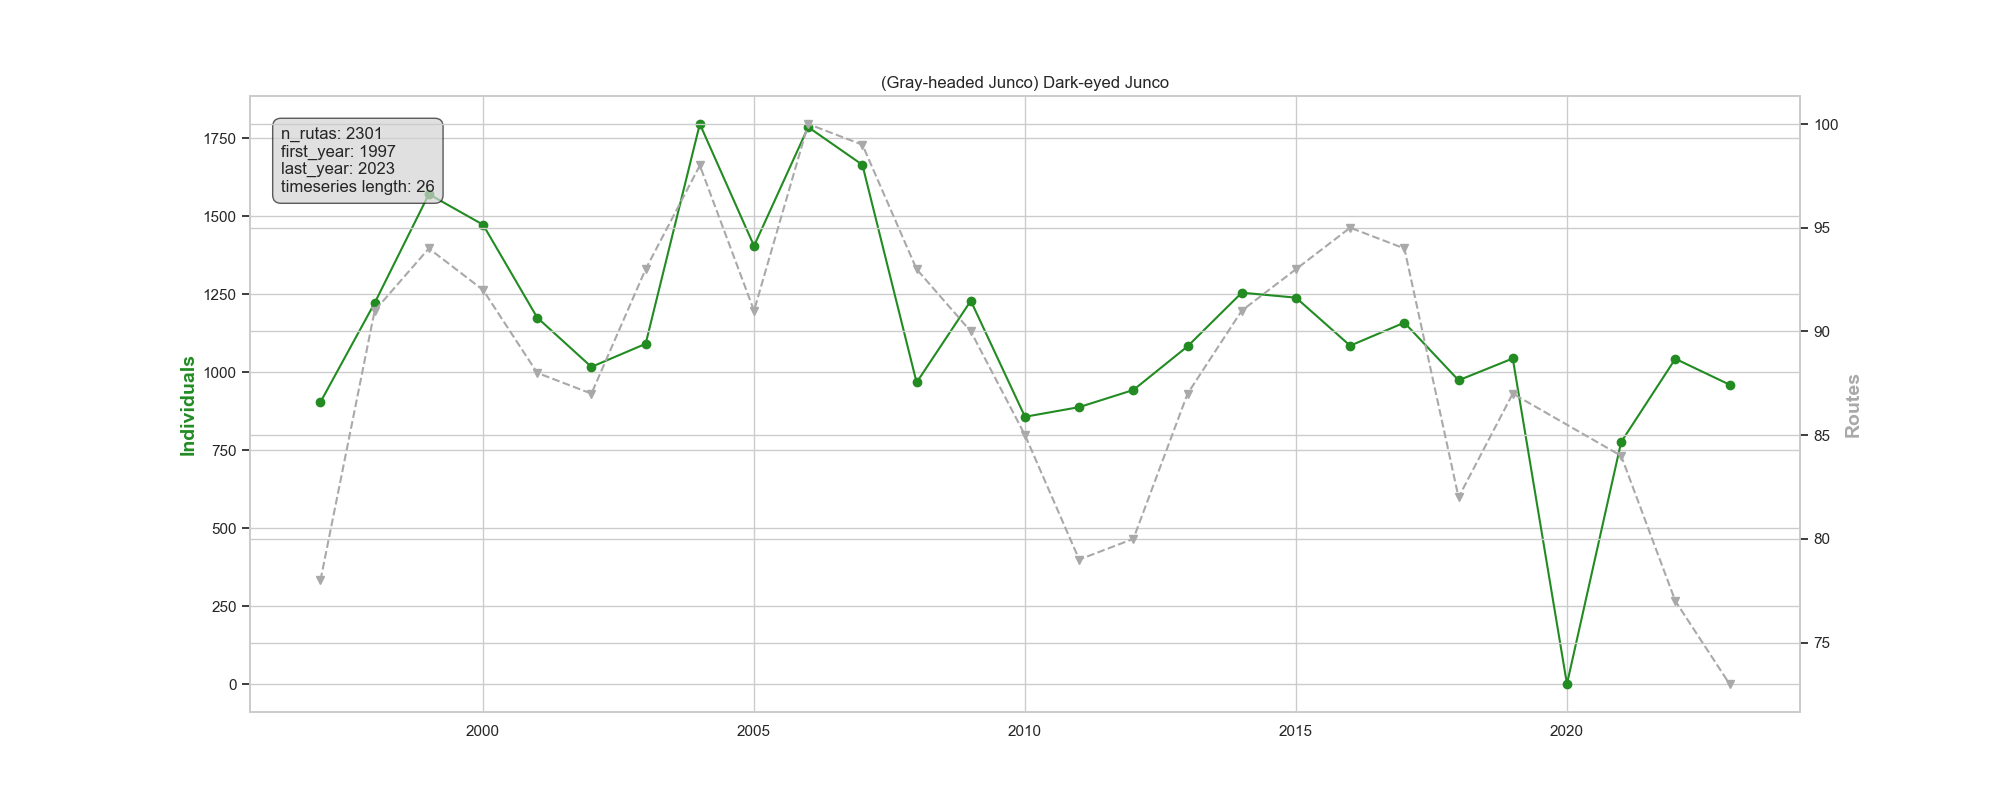 (Gray-headed Junco) Dark-eyed Junco
n_rutas: 2301
first_year: 1997
last_year: 2023
timeseries length: 26
Individuals
1750
1500
1250
1000
750
500
250
0
100
95
90
85
80
75
Routes
2000
2005
2010
2015
2020